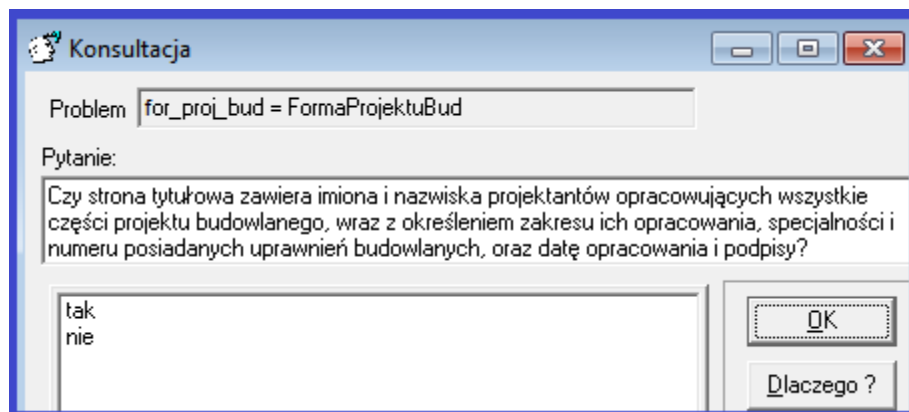 Konsultacja
Problem for_proj_bud = FormaProjektuBud
Pytanie:
Czy strona tytułowa zawiera imiona i nazwiska projektantów opracowujących wszystkie
części projektu budowlanego, wraz z określeniem zakresu ich opracowania, specjalności i
numeru posiadanych uprawnień budowlanych, oraz datę opracowania i podpisy?
tak
nie
OK
Dlaczego ?